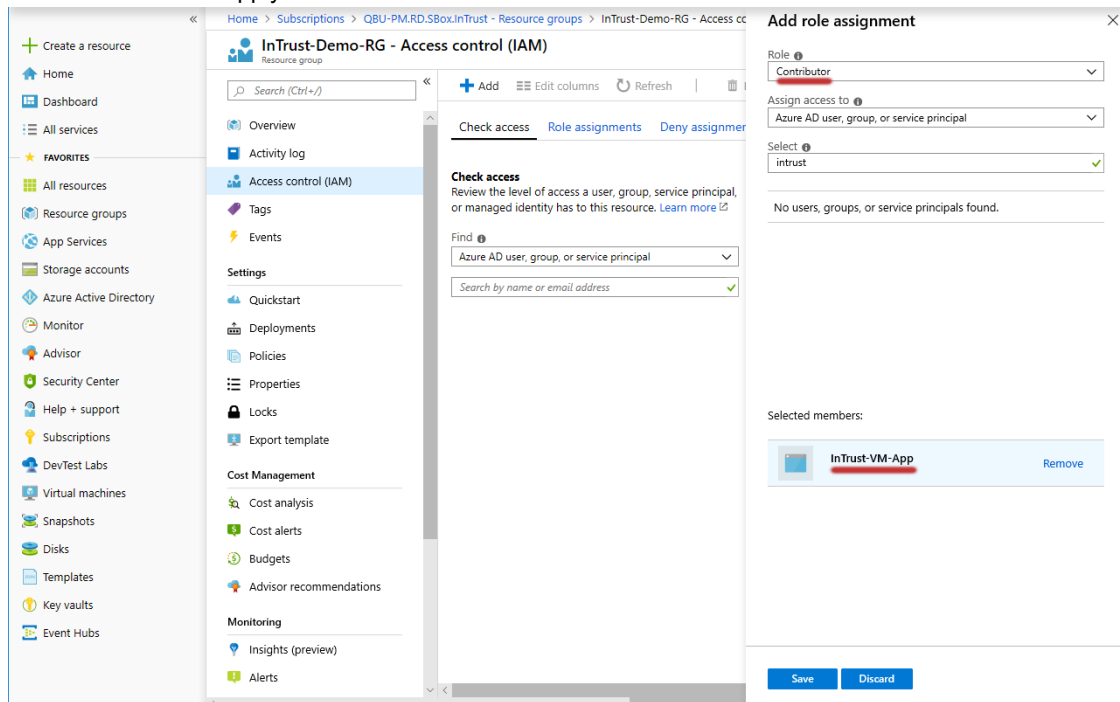 Home > Subscriptions > QBU-PM.RD.SBox.InTrust - Resource groups > InTrust-Demo-RG - Access co
InTrust-Demo-RG - Access control (IAM)
Resource group
Create a resource
Home
Dashboard
All services
FAVORITES
All resources
Resource groups
App Services
Storage accounts
Azure Active Directory
Monitor
Advisor
Security Center
Help + support
Subscriptions
DevTest Labs
Virtual machines
Snapshots
Disks
Templates
Key vaults
Event Hubs
Search (Ctrl+/)
Overview
Activity log
Access control (IAM)
Tags
Events
Settings
Quickstart
Deployments
Policies
Properties
Locks
Export template
Cost Management
Cost analysis
Cost alerts
Budgets
Advisor recommendations
Monitoring
Insights (preview)
Alerts
Add Edit columns Refresh
Check access Role assignments Deny assignmen
Check access
Review the level of access a user, group, service principal,
or managed identity has to this resource. Learn more
Find
Azure AD user, group, or service principal
Search by name or email address
Add role assignment
Role
Contributor
Assign access to
Azure AD user, group, or service principal
Select
intrust
No users, groups, or service principals found.
Selected members:
InTrust-VM-App
Remove
Save Discard